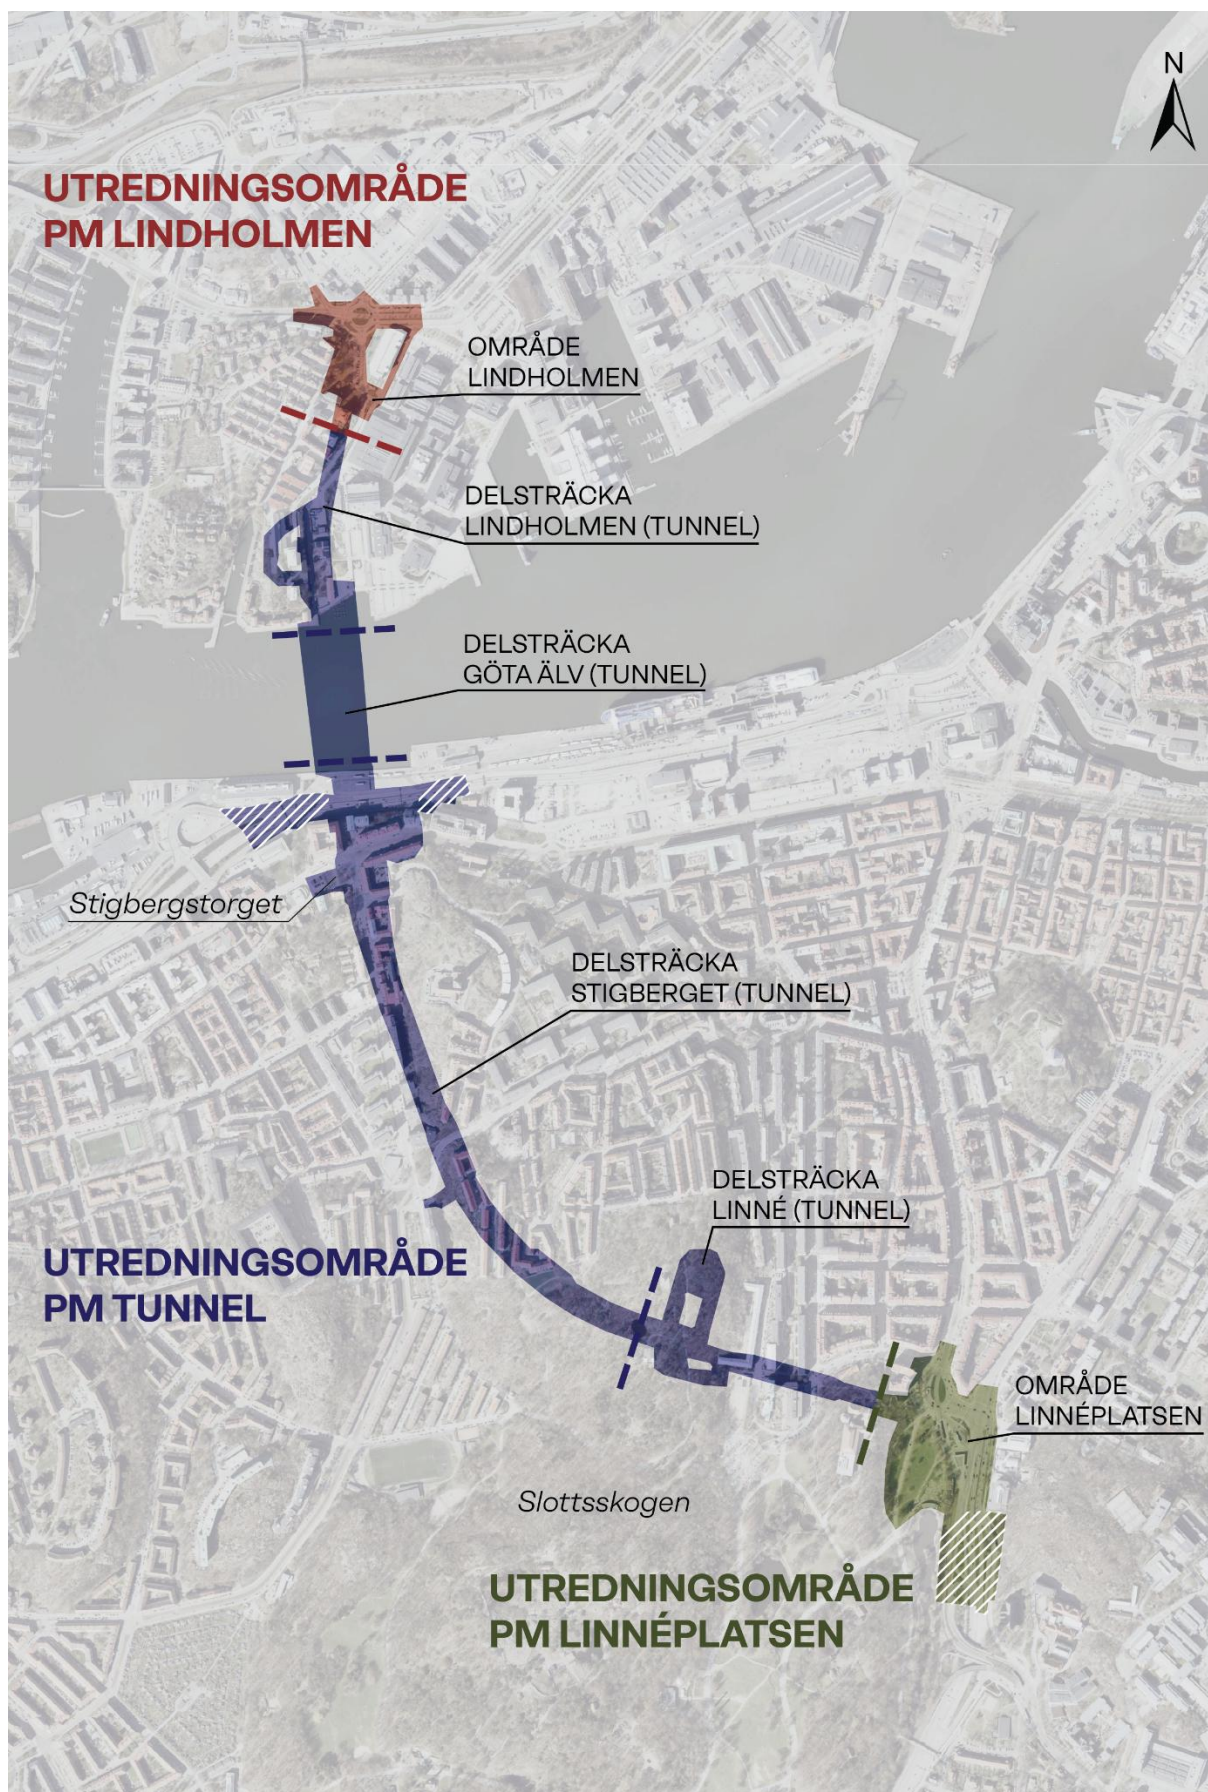 N
UTREDNINGSOMRÅDE
PM LINDHOLMEN
OMRÅDE
LINDHOLMEN
DELSTRÄCKA
LINDHOLMEN (TUNNEL)
DELSTRÄCKA
GÖTA ÄLV (TUNNEL)
Stigbergstorget
DELSTRÄCKA
STIGBERGET (TUNNEL)
DELSTRÄCKA
LINNÉ (TUNNEL)
UTREDNINGSOMRÅDE
PM TUNNEL
OMRÅDE
LINNÉPLATSEN
Slottsskogen
UTREDNINGSOMRÅDE
PM LINNÉPLATSEN